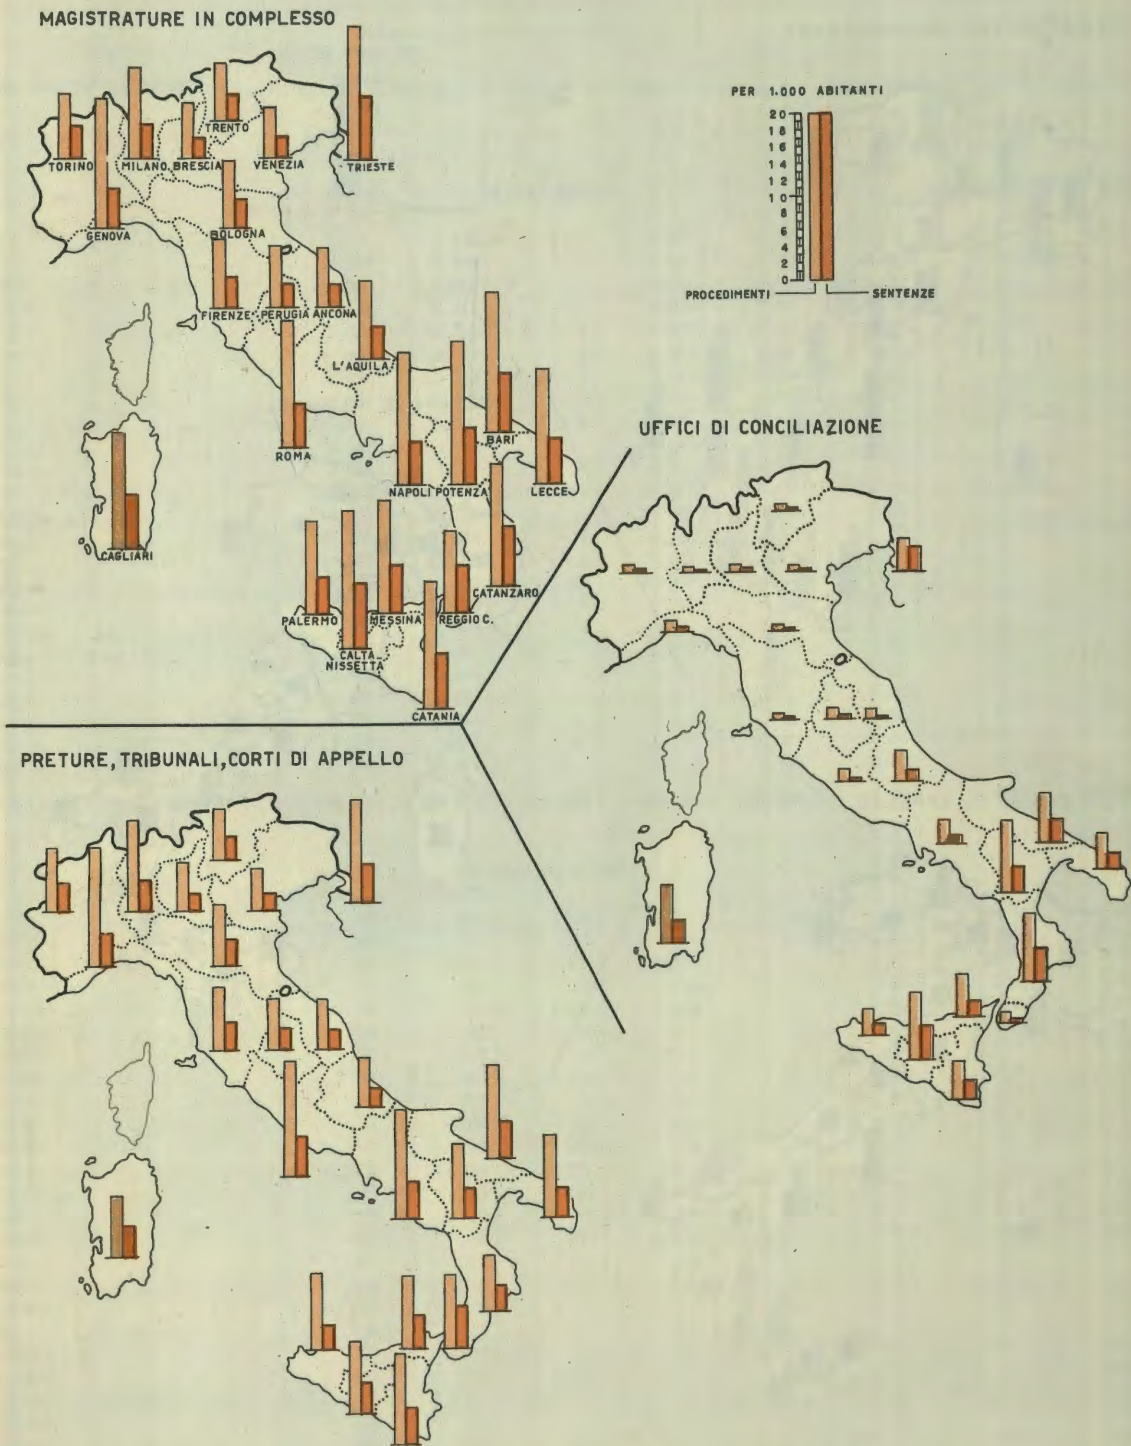 MAGISTRATURE IN COMPLESSO
PER 1.000 ABITANTI
20
18
16
14
12
10
8
6
4
2
0
PROCEDIMENTI
SENTENZE
TORINO
MILANO
BRESCIA
TRENTO
VENEZIA
TRIESTE
GENOVA
BOLOGNA
FIRENZE
PERUGIA
ANCONA
L'AQUILA
ROMA
NAPOLI
POTENZA
BARI
LECCE
CAGLIARI
PALERMO
CALTA_
NISSETTA
MESSINA
REGGIO C.
CATANZARO
CATANIA
UFFICI DI CONCILIAZIONE
PRETURE, TRIBUNALI, CORTI DI APPELLO